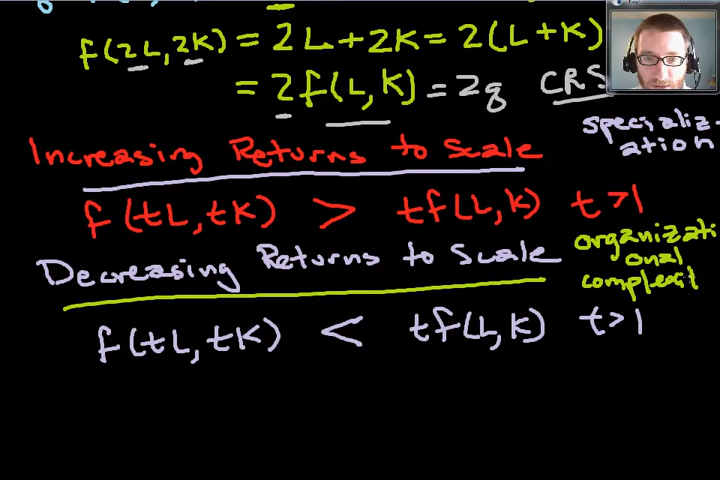 f(2L,2K) = 2L+2K = 2(L+K)
= 2f(L,K) = 2q CRS
specializ-
ation
Increasing Returns to Scale
f(tL,tK) > tf(L,K) t>1
organizati
onal
complexit
Decreasing Returns to Scale
f(tL,tK) < tf(L,K) t>1